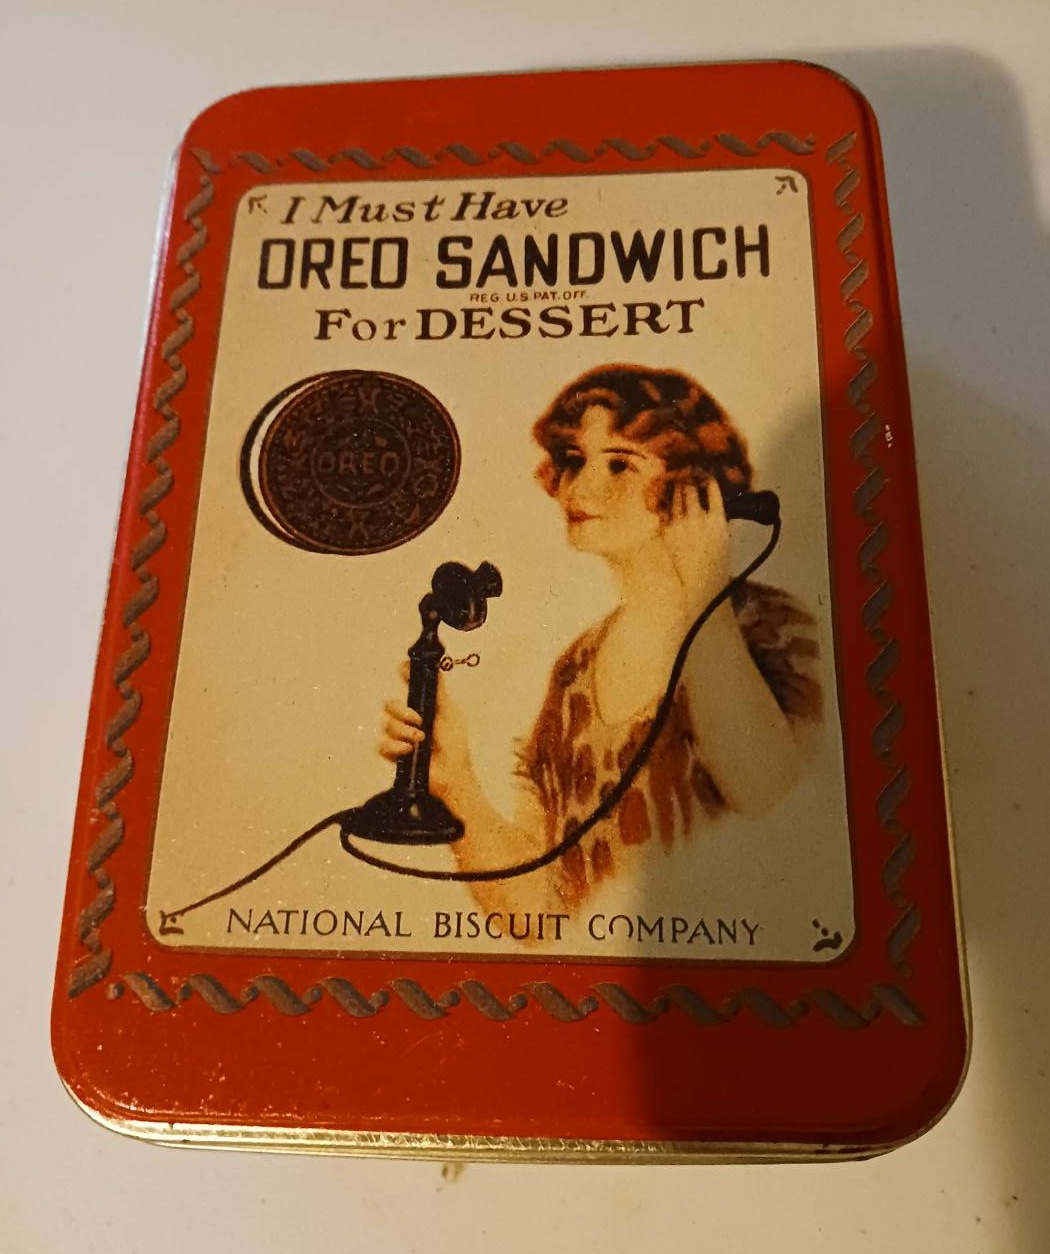 I Must Have
OREO SANDWICH
REG. U.S. PAT. OFF.
For DESSERT
OREO
NATIONAL BISCUIT COMPANY